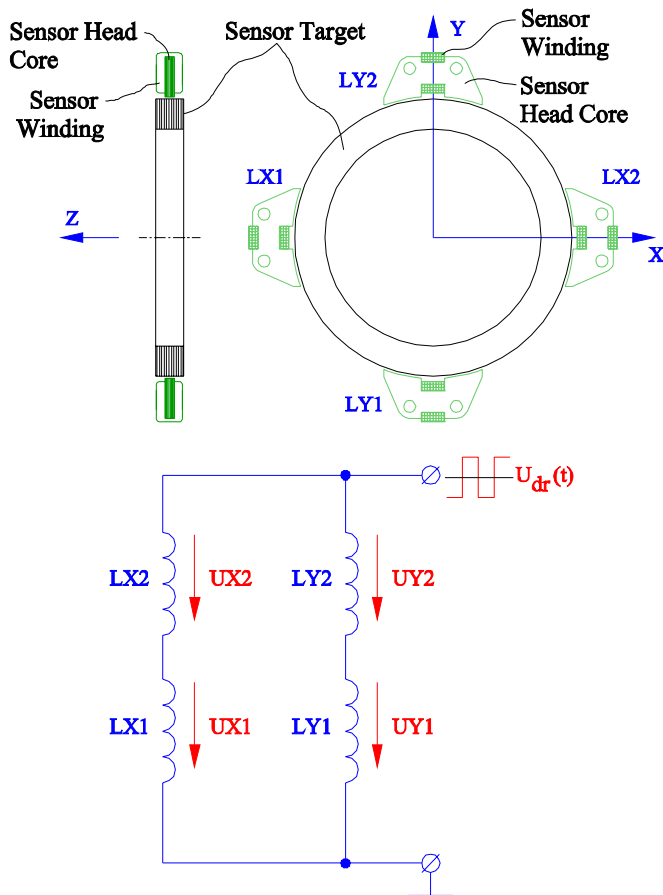 Sensor Head
Core
Sensor
Winding
Sensor Target
Y
Sensor
Winding
LY2
Sensor
Head Core
LX1
LX2
Z
X
LY1
U_dr(t)
LX2
UX2
LY2
UY2
LX1
UX1
LY1
UY1